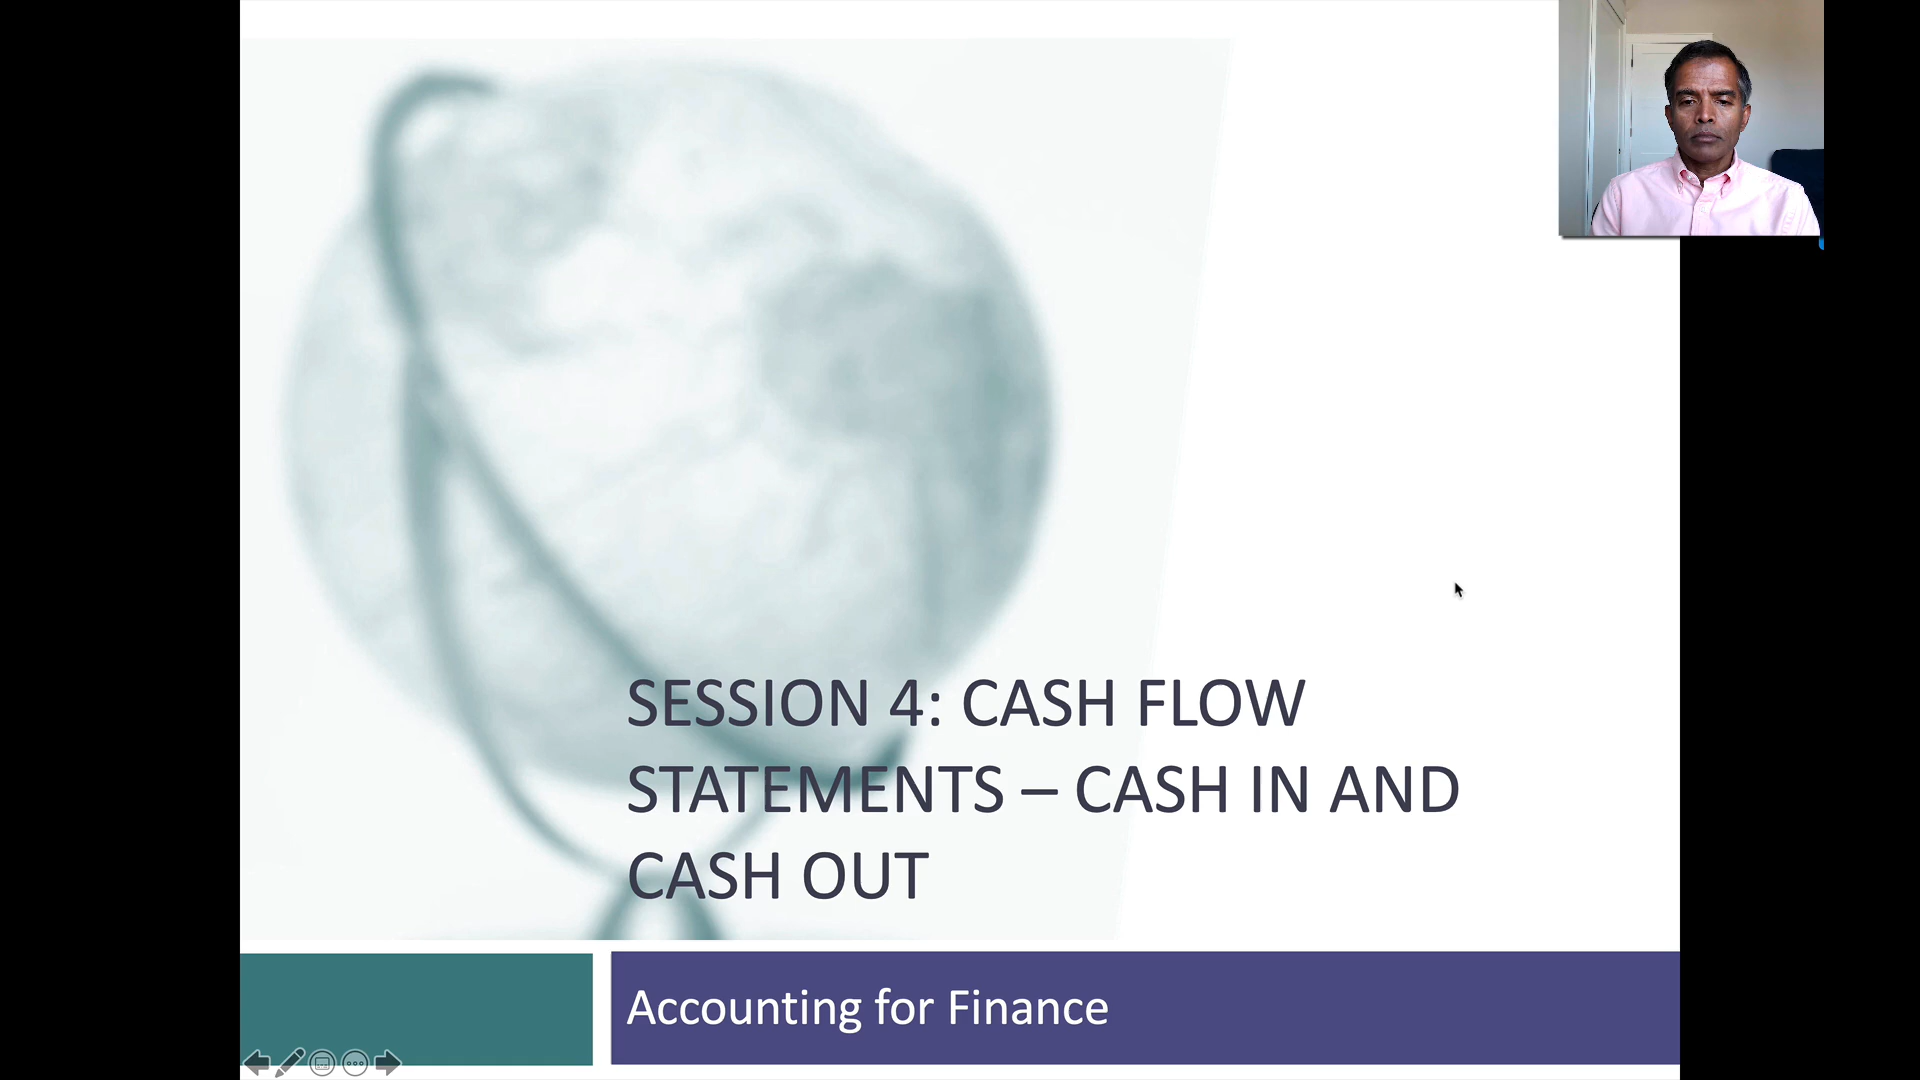 SESSION 4: CASH FLOW
STATEMENTS – CASH IN AND
CASH OUT
Accounting for Finance